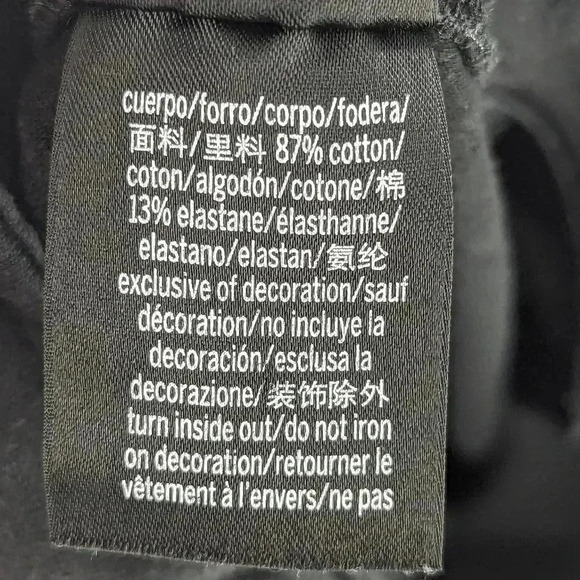 cuerpo/forro/corpo/fodera/
面料/里料 87% cotton/
coton/algodón/cotone/棉
13% elastane/élasthanne/
elastano/elastan/氨纶
exclusive of decoration/sauf
décoration/no incluye la
decoración/esclusa la
decorazione/装饰除外
turn inside out/do not iron
on decoration/retourner le
vêtement à l'envers/ne pas